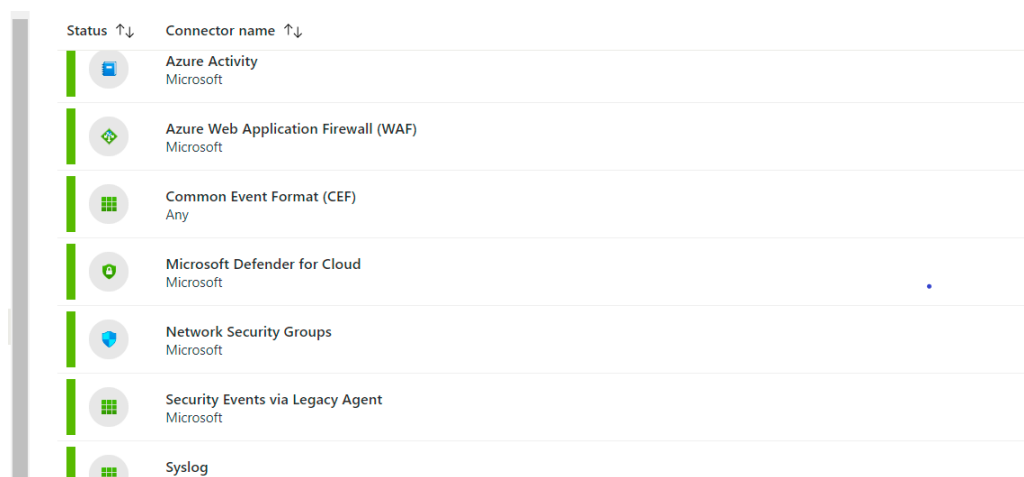 Status ↑↓ Connector name ↑↓
Azure Activity
Microsoft
Azure Web Application Firewall (WAF)
Microsoft
Common Event Format (CEF)
Any
Microsoft Defender for Cloud
Microsoft
Network Security Groups
Microsoft
Security Events via Legacy Agent
Microsoft
Syslog